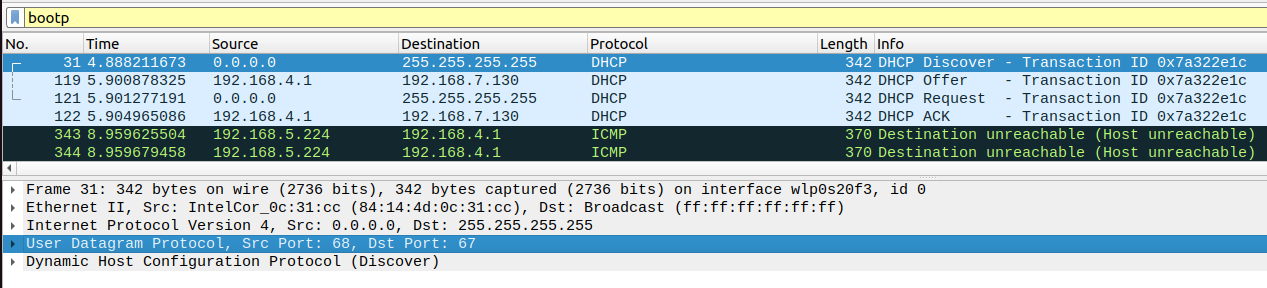 bootp
No. Time Source Destination Protocol Length Info
31 4.888211673 0.0.0.0 255.255.255.255 DHCP 342 DHCP Discover - Transaction ID 0x7a322e1c
119 5.900878325 192.168.4.1 192.168.7.130 DHCP 342 DHCP Offer - Transaction ID 0x7a322e1c
121 5.901277191 0.0.0.0 255.255.255.255 DHCP 342 DHCP Request - Transaction ID 0x7a322e1c
122 5.904965086 192.168.4.1 192.168.7.130 DHCP 342 DHCP ACK - Transaction ID 0x7a322e1c
343 8.959625504 192.168.5.224 192.168.4.1 ICMP 370 Destination unreachable (Host unreachable)
344 8.959679458 192.168.5.224 192.168.4.1 ICMP 370 Destination unreachable (Host unreachable)
Frame 31: 342 bytes on wire (2736 bits), 342 bytes captured (2736 bits) on interface wlp0s20f3, id 0
Ethernet II, Src: IntelCor_0c:31:cc (84:14:4d:0c:31:cc), Dst: Broadcast (ff:ff:ff:ff:ff:ff)
Internet Protocol Version 4, Src: 0.0.0.0, Dst: 255.255.255.255
User Datagram Protocol, Src Port: 68, Dst Port: 67
Dynamic Host Configuration Protocol (Discover)